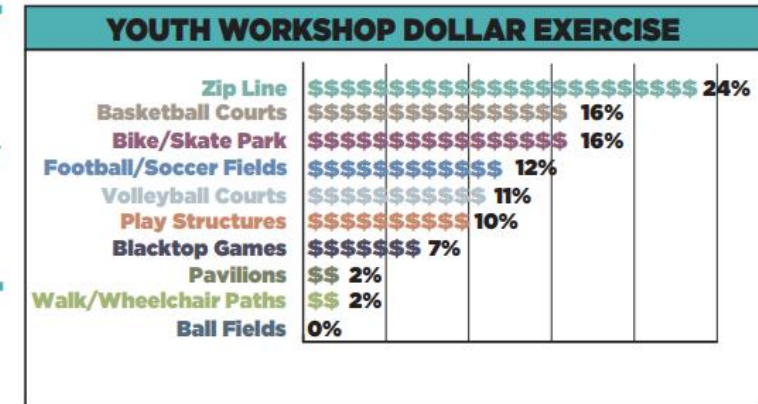 YOUTH WORKSHOP DOLLAR EXERCISE
Zip Line $$$$$$$$$$$$$$$$$$$$$$$$ 24%
Basketball Courts $$$$$$$$$$$$$$$$ 16%
Bike/Skate Park $$$$$$$$$$$$$$$$ 16%
Football/Soccer Fields $$$$$$$$$$$$ 12%
Volleyball Courts $$$$$$$$$$$ 11%
Play Structures $$$$$$$$$$ 10%
Blacktop Games $$$$$$$ 7%
Pavilions $$ 2%
Walk/Wheelchair Paths $$ 2%
Ball Fields 0%